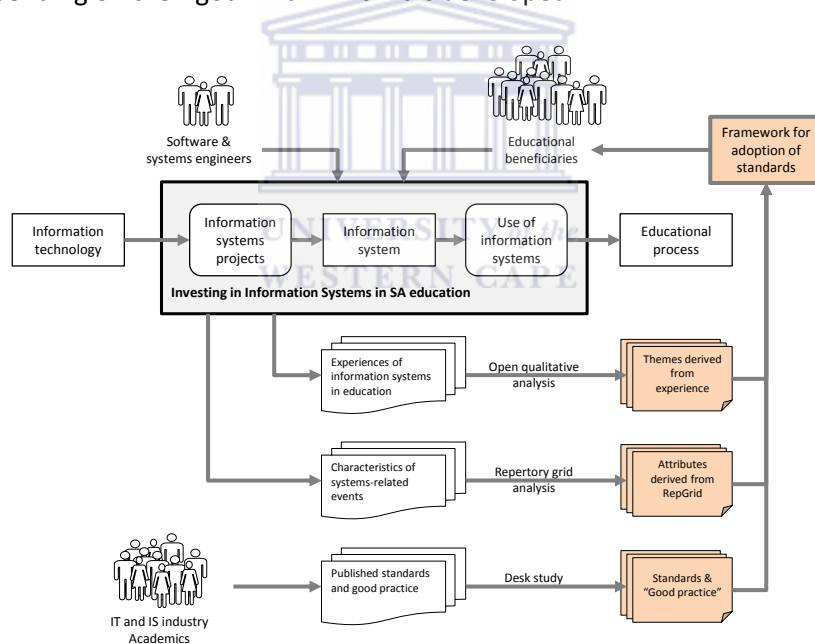 Software &
systems engineers
Educational
beneficiaries
Framework for
adoption of
standards
Information
technology
Information
systems
projects
Information
system
Use of
information
systems
Educational
process
UNIVERSITY of the
WESTERN CAPE
Investing in Information Systems in SA education
Experiences of
information systems
in education
Open qualitative
analysis
Themes derived
from
experience
Characteristics of
systems-related
events
Repertory grid
analysis
Attributes
derived from
RepGrid
Published standards
and good practice
Desk study
Standards &
“Good practice”
IT and IS industry
Academics